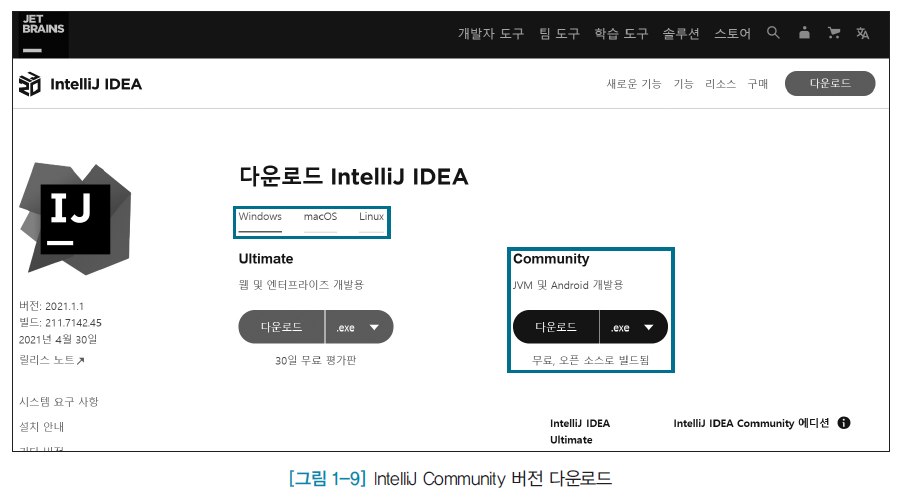 JET
BRAINS
개발자 도구 팀 도구 학습 도구 솔루션 스토어
IntelliJ IDEA
새로운 기능 기능 리소스 구매 다운로드
IJ
다운로드 IntelliJ IDEA
Windows macOS Linux
Ultimate
웹 및 엔터프라이즈 개발용
다운로드 .exe
30일 무료 평가판
Community
JVM 및 Android 개발용
다운로드 .exe
무료, 오픈 소스로 빌드됨
버전: 2021.1.1
빌드: 211.7142.45
2021년 4월 30일
릴리스 노트↗
시스템 요구 사항
설치 안내
기타 버전
IntelliJ IDEA
Ultimate
IntelliJ IDEA Community 에디션
[그림 1-9] IntelliJ Community 버전 다운로드